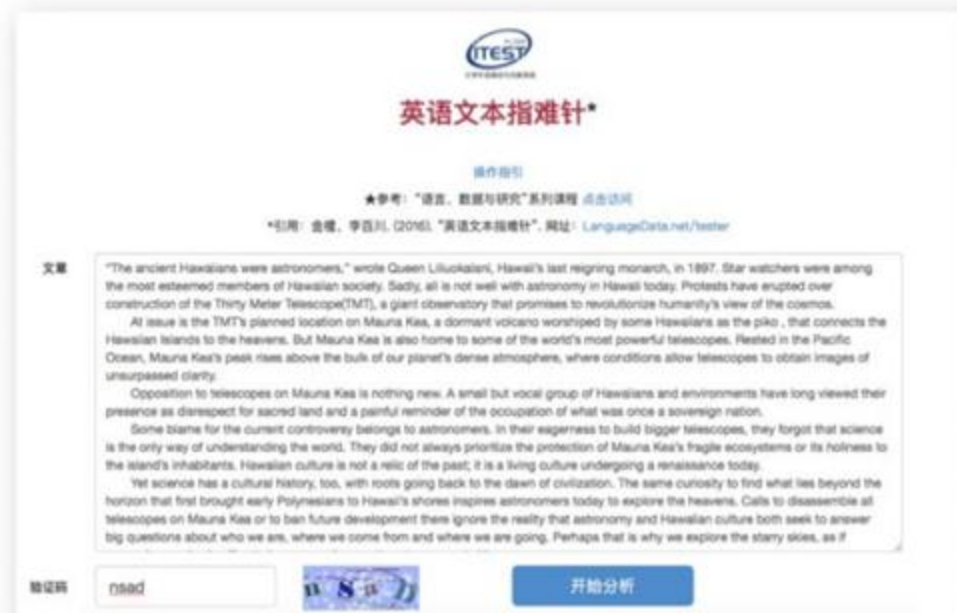 ITEST
英语文本指难针*
操作指引
★参考："语言、数据与研究"系列课程 点击访问
*引用：金檀、李百川. (2016). "英语文本指难针". 网址：LanguageData.net/tester
文章
"The ancient Hawaiians were astronomers," wrote Queen Liliuokalani, Hawaii's last reigning monarch, in 1897. Star watchers were among
the most esteemed members of Hawaiian society. Sadly, all is not well with astronomy in Hawaii today. Protests have erupted over
construction of the Thirty Meter Telescope(TMT), a giant observatory that promises to revolutionize humanity's view of the cosmos.
At issue is the TMT's planned location on Mauna Kea, a dormant volcano worshiped by some Hawaiians as the piko , that connects the
Hawaiian Islands to the heavens. But Mauna Kea is also home to some of the world's most powerful telescopes. Rested in the Pacific
Ocean, Mauna Kea's peak rises above the bulk of our planet's dense atmosphere, where conditions allow telescopes to obtain images of
unsurpassed clarity.
Opposition to telescopes on Mauna Kea is nothing new. A small but vocal group of Hawaiians and environments have long viewed their
presence as disrespect for sacred land and a painful reminder of the occupation of what was once a sovereign nation.
Some blame for the current controversy belongs to astronomers. In their eagerness to build bigger telescopes, they forgot that science
is the only way of understanding the world. They did not always prioritize the protection of Mauna Kea's fragile ecosystems or its holiness to
the island's inhabitants. Hawaiian culture is not a relic of the past; it is a living culture undergoing a renaissance today.
Yet science has a cultural history, too, with roots going back to the dawn of civilization. The same curiosity to find what lies beyond the
horizon that first brought early Polynesians to Hawaii's shores inspires astronomers today to explore the heavens. Calls to disassemble all
telescopes on Mauna Kea or to ban future development there ignore the reality that astronomy and Hawaiian culture both seek to answer
big questions about who we are, where we come from and where we are going. Perhaps that is why we explore the starry skies, as if
验证码 nsad 开始分析